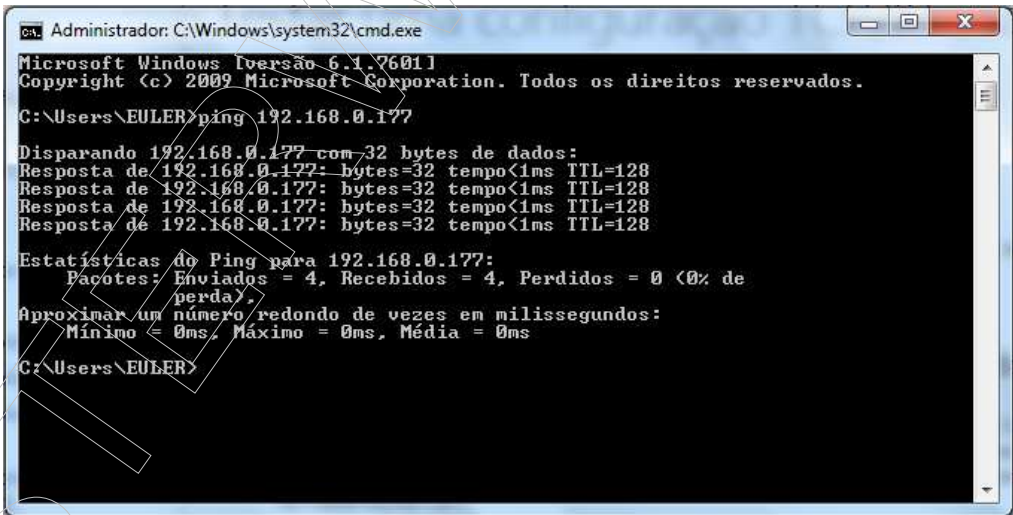 Administrador: C:\Windows\system32\cmd.exe
Microsoft Windows [versão 6.1.7601]
Copyright (c) 2009 Microsoft Corporation. Todos os direitos reservados.
C:\Users\EULER>ping 192.168.0.177
Disparando 192.168.0.177 com 32 bytes de dados:
Resposta de 192.168.0.177: bytes=32 tempo<1ms TTL=128
Resposta de 192.168.0.177: bytes=32 tempo<1ms TTL=128
Resposta de 192.168.0.177: bytes=32 tempo<1ms TTL=128
Resposta de 192.168.0.177: bytes=32 tempo<1ms TTL=128
Estatísticas do Ping para 192.168.0.177:
Pacotes: Enviados = 4, Recebidos = 4, Perdidos = 0 (0% de
perda),
Aproximar um número redondo de vezes em milissegundos:
Mínimo = 0ms, Máximo = 0ms, Média = 0ms
C:\Users\EULER>